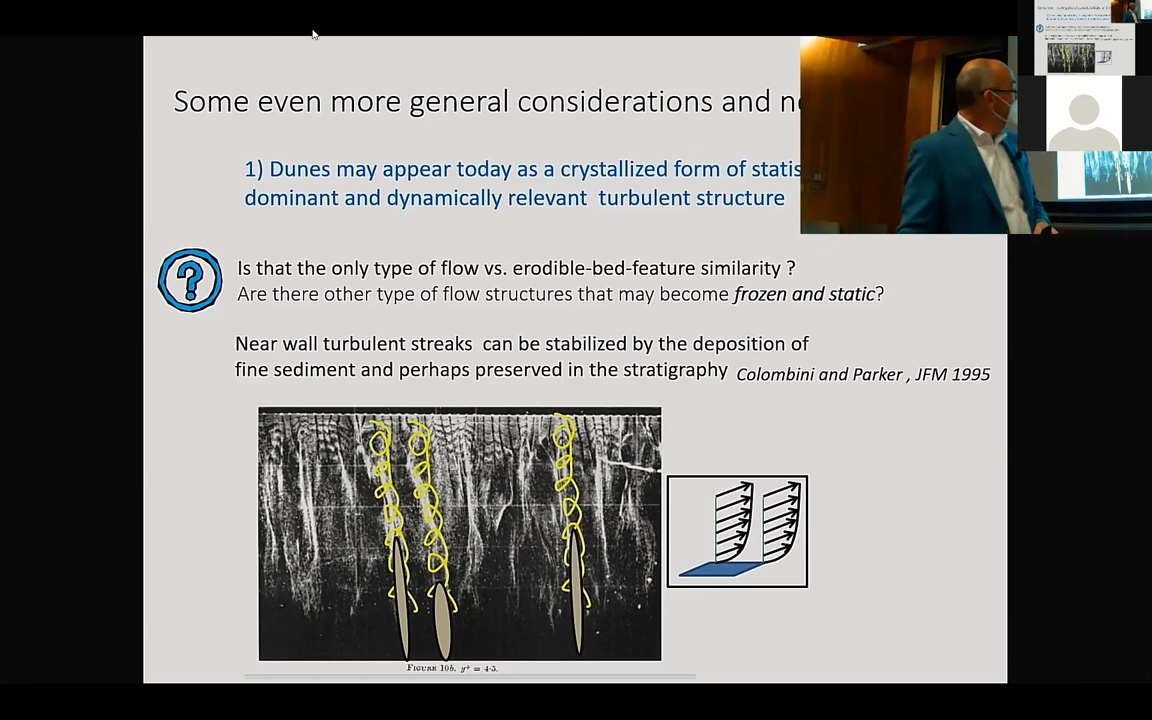 Some even more general considerations and
1) Dunes may appear today as a crystallized form of
dominant and dynamically relevant turbulent structure
Is that the only type of flow vs. erodible-bed-feature similarity ?
Are there other type of flow structures that may become frozen and static?
Near wall turbulent streaks can be stabilized by the deposition of
fine sediment and perhaps preserved in the stratigraphy Colombini and Parker , JFM 1995
FIGURE 10b. y+ = 4·5.